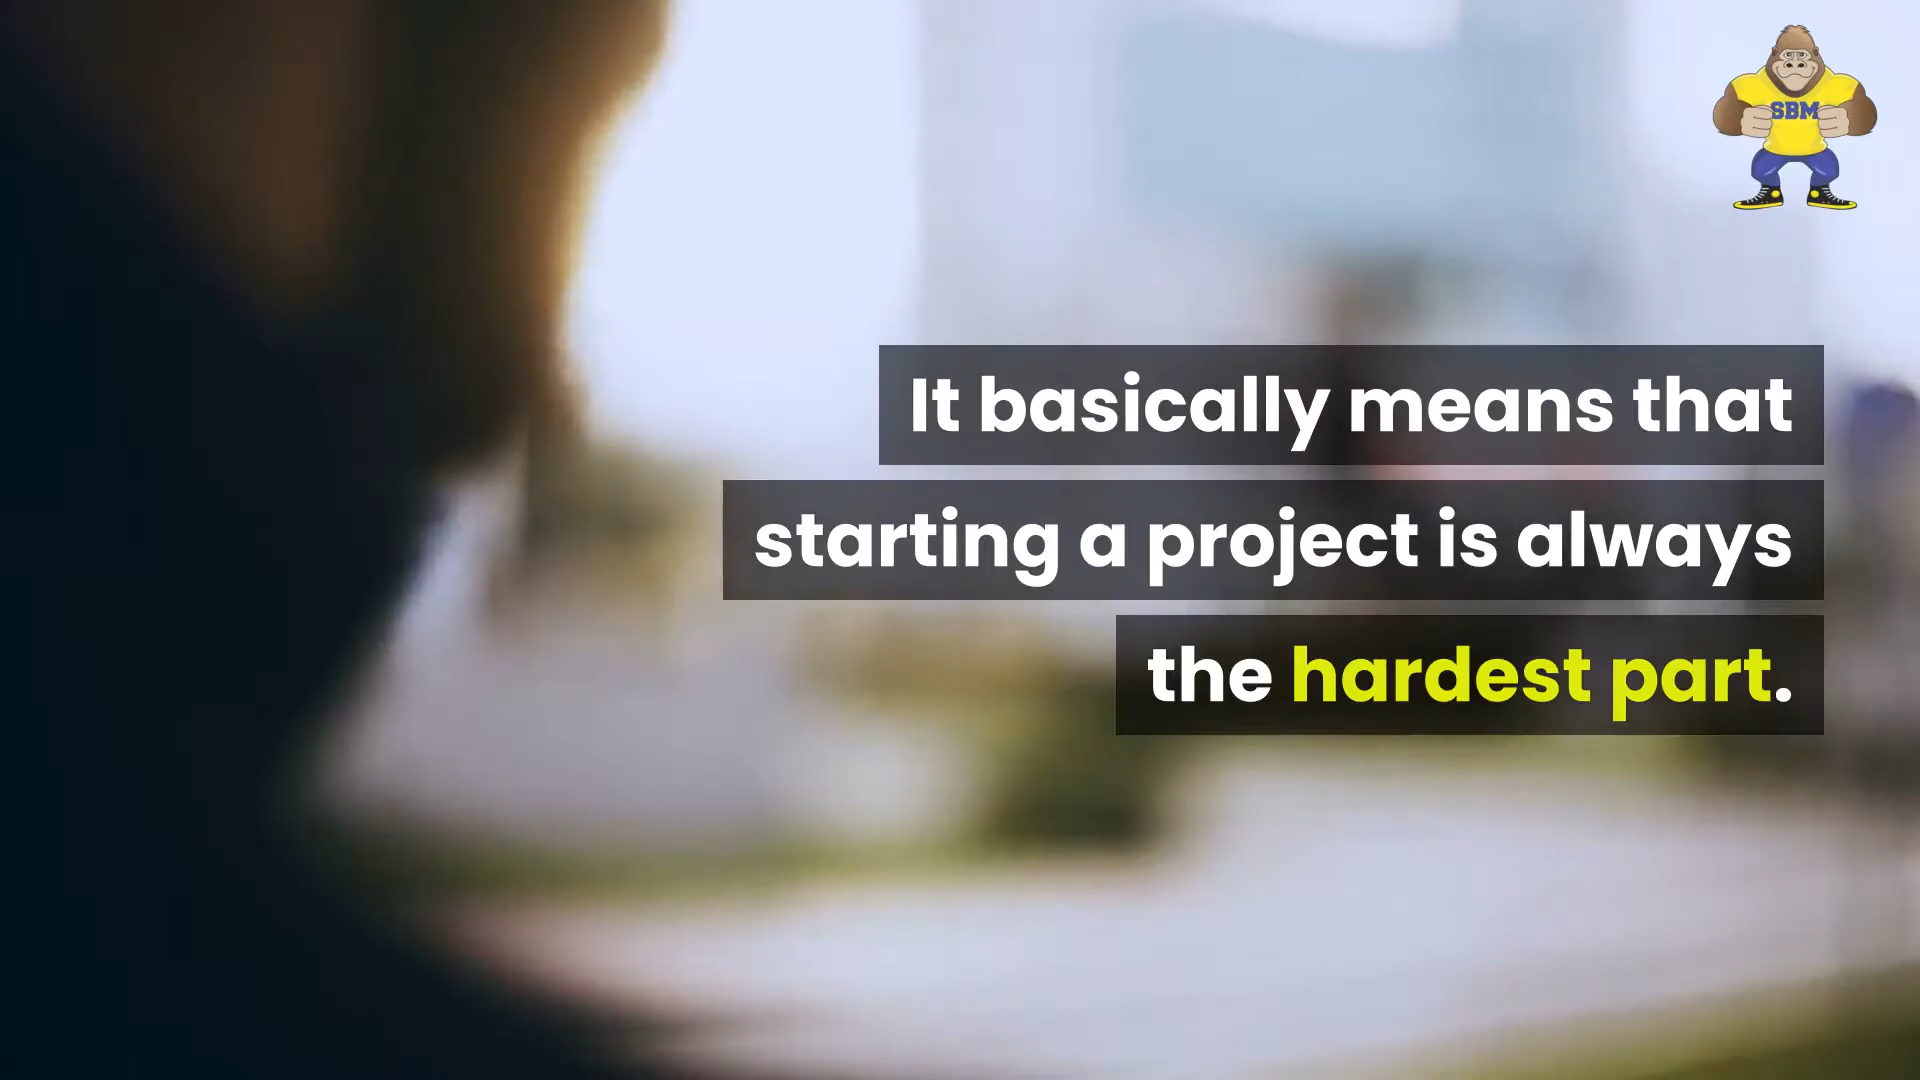 SBM
It basically means that
starting a project is always
the hardest part.